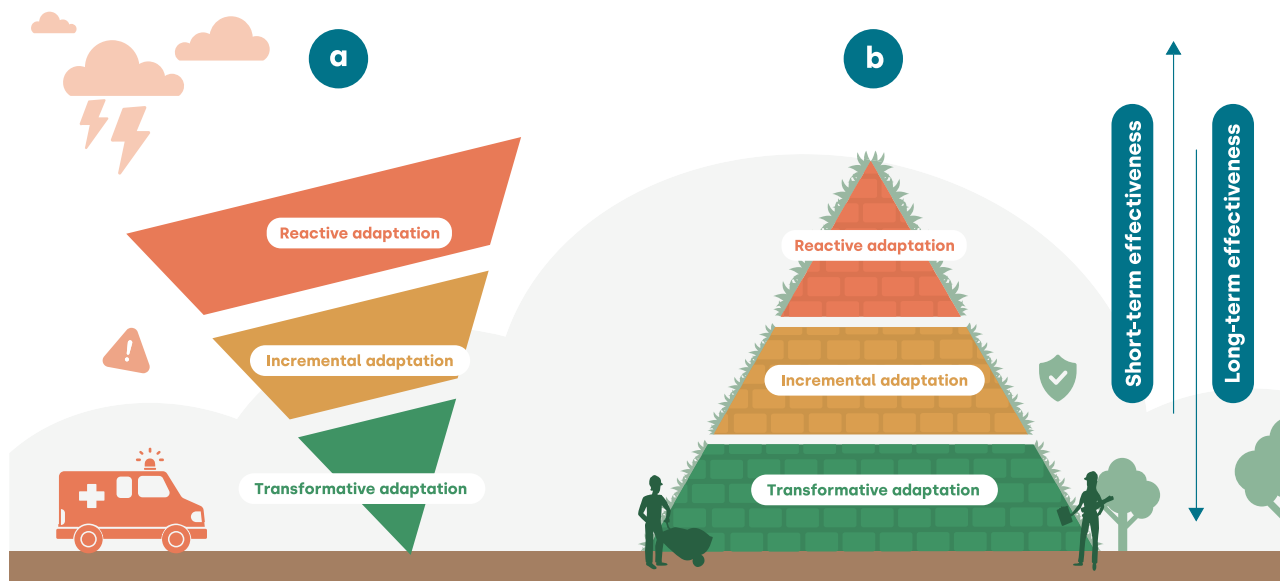 a
b
Reactive adaptation
Incremental adaptation
Transformative adaptation
Reactive adaptation
Incremental adaptation
Transformative adaptation
Short-term effectiveness
Long-term effectiveness